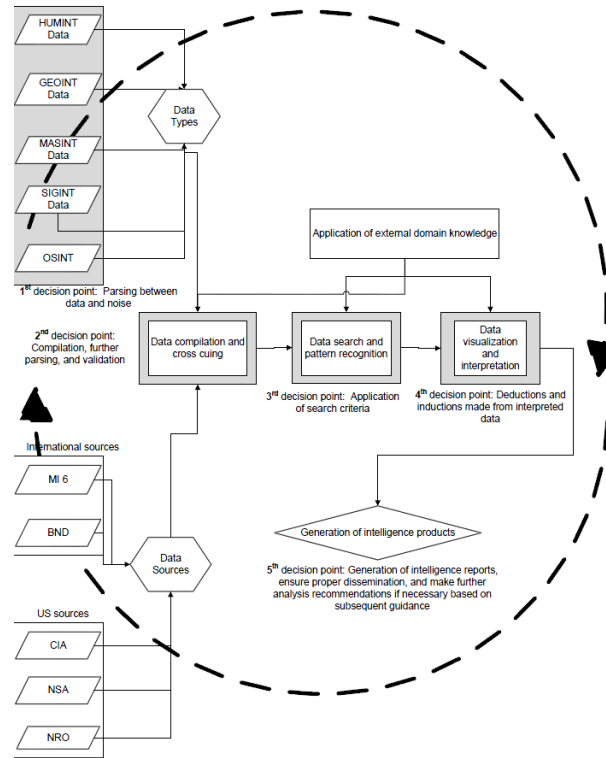 HUMINT
Data
GEOINT
Data
MASINT
Data
SIGINT
Data
OSINT
Data
Types
1st decision point: Parsing between
data and noise
Application of external domain knowledge
2nd decision point:
Compilation, further
parsing, and validation
Data compilation and
cross cuing
Data search and
pattern recognition
Data
visualization
and
interpretation
3rd decision point: Application
of search criteria
4th decision point: Deductions and
inductions made from interpreted
data
International sources
MI 6
BND
Data
Sources
Generation of intelligence products
5th decision point: Generation of intelligence reports,
ensure proper dissemination, and make further
analysis recommendations if necessary based on
subsequent guidance
US sources
CIA
NSA
NRO